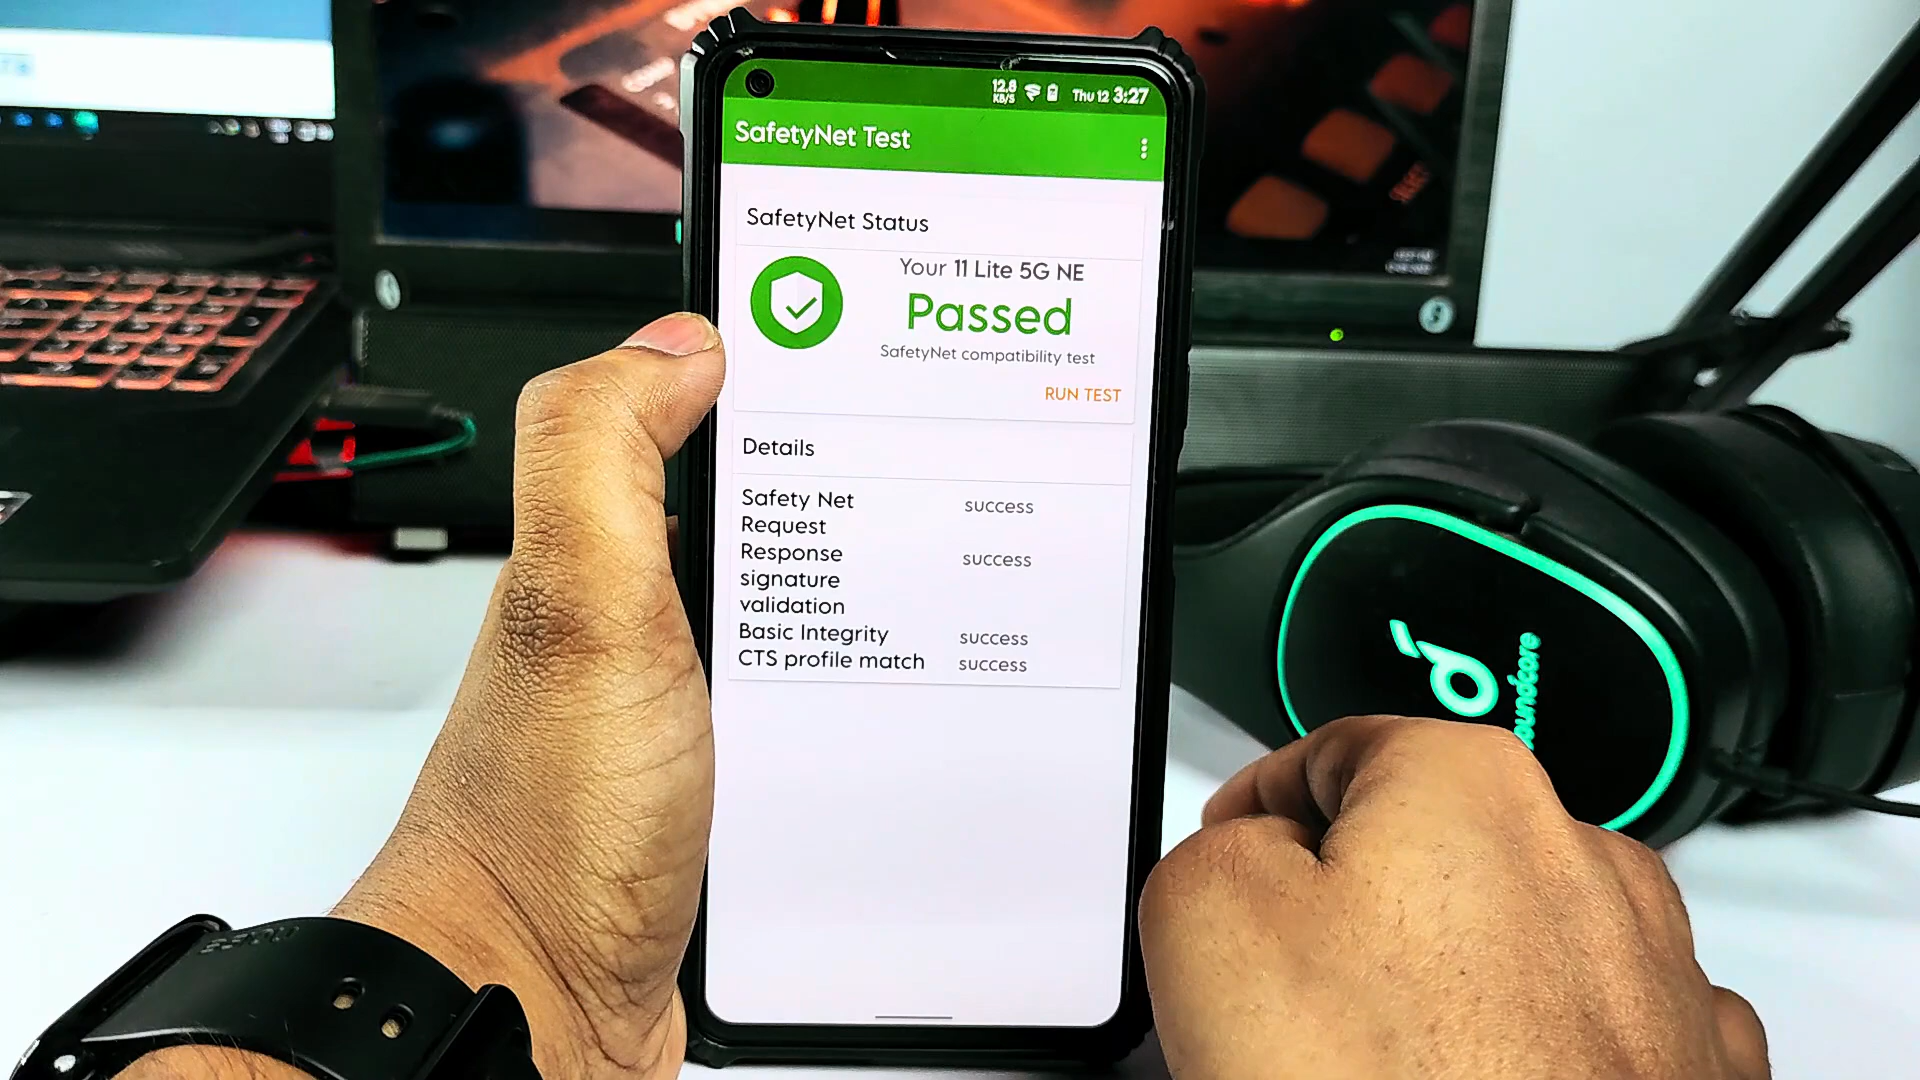 12.6
KB/S
Thu 12 3:27
SafetyNet Test
SafetyNet Status
Your 11 Lite 5G NE
Passed
SafetyNet compatibility test
RUN TEST
Details
Safety Net success
Request
Response success
signature
validation
Basic Integrity success
CTS profile match success
soundcore